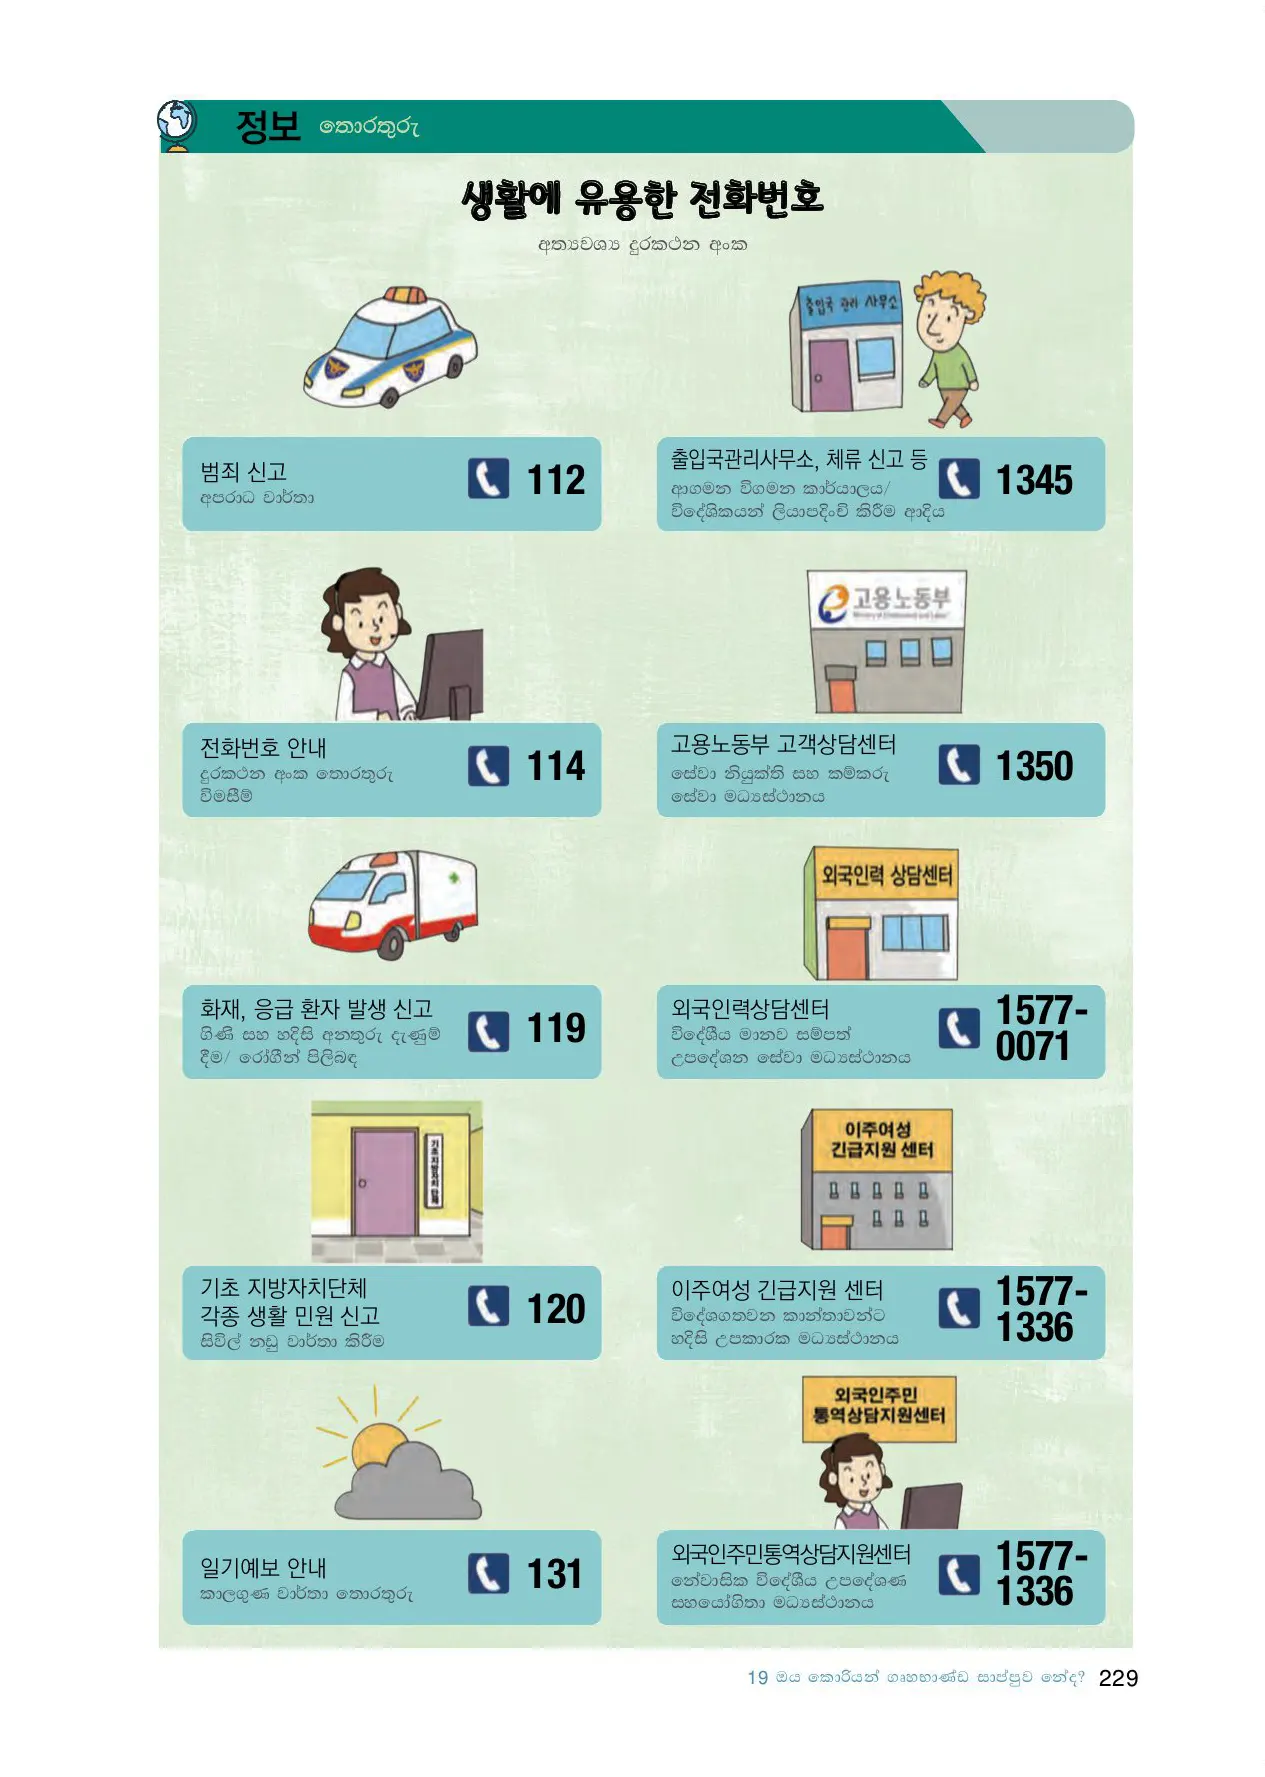 정보 තොරතුරු
생활에 유용한 전화번호
අත්‍යවශ්‍ය දුරකථන අංක
범죄 신고
අපරාධ වාර්තා
112
출입국 관리 사무소
출입국관리사무소, 체류 신고 등
ආගමන විගමන කාර්යාලය/
විදේශිකයන් ලියාපදිංචි කිරීම ආදිය
1345
전화번호 안내
දුරකථන අංක තොරතුරු
විමසීම්
114
고용노동부
Ministry of Employment and Labor
고용노동부 고객상담센터
සේවා නියුක්ති සහ කම්කරු
සේවා මධ්‍යස්ථානය
1350
화재, 응급 환자 발생 신고
ගිණි සහ හදිසි අනතුරු දැණුම්
දීම/ රෝගීන් පිලිබඳ
119
외국인력 상담센터
외국인력상담센터
විදේශීය මානව සම්පත්
උපදේශන සේවා මධ්‍යස්ථානය
1577-
0071
기초지방자치단체
기초 지방자치단체
각종 생활 민원 신고
සිවිල් නඩු වාර්තා කිරීම
120
이주여성
긴급지원 센터
이주여성 긴급지원 센터
විදේශගතවන කාන්තාවන්ට
හදිසි උපකාරක මධ්‍යස්ථානය
1577-
1336
일기예보 안내
කාලගුණ වාර්තා තොරතුරු
131
외국인주민
통역상담지원센터
외국인주민통역상담지원센터
නේවාසික විදේශීය උපදේශණ
සහයෝගිතා මධ්‍යස්ථානය
1577-
1336
19 ඔය කොරියන් ගෘහභාණ්ඩ සාප්පුව නේද? 229